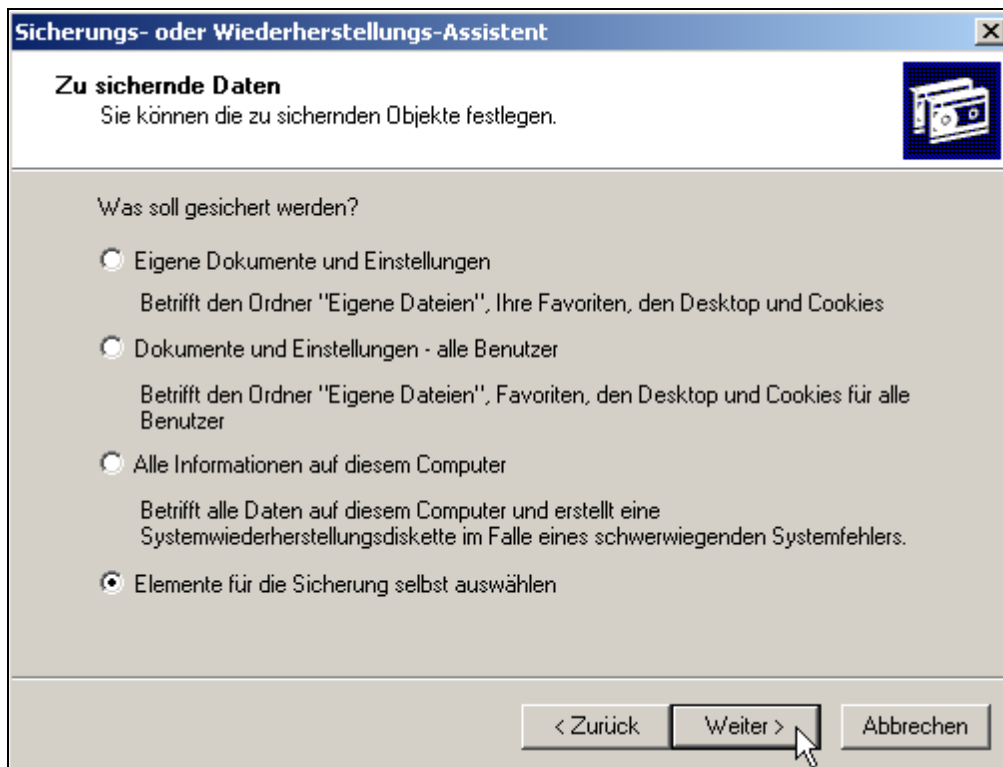 Sicherungs- oder Wiederherstellungs-Assistent
Zu sichernde Daten
Sie können die zu sichernden Objekte festlegen.
Was soll gesichert werden?
Eigene Dokumente und Einstellungen
Betrifft den Ordner "Eigene Dateien", Ihre Favoriten, den Desktop und Cookies
Dokumente und Einstellungen - alle Benutzer
Betrifft den Ordner "Eigene Dateien", Favoriten, den Desktop und Cookies für alle
Benutzer
Alle Informationen auf diesem Computer
Betrifft alle Daten auf diesem Computer und erstellt eine
Systemwiederherstellungsdiskette im Falle eines schwerwiegenden Systemfehlers.
Elemente für die Sicherung selbst auswählen
< Zurück Weiter > Abbrechen